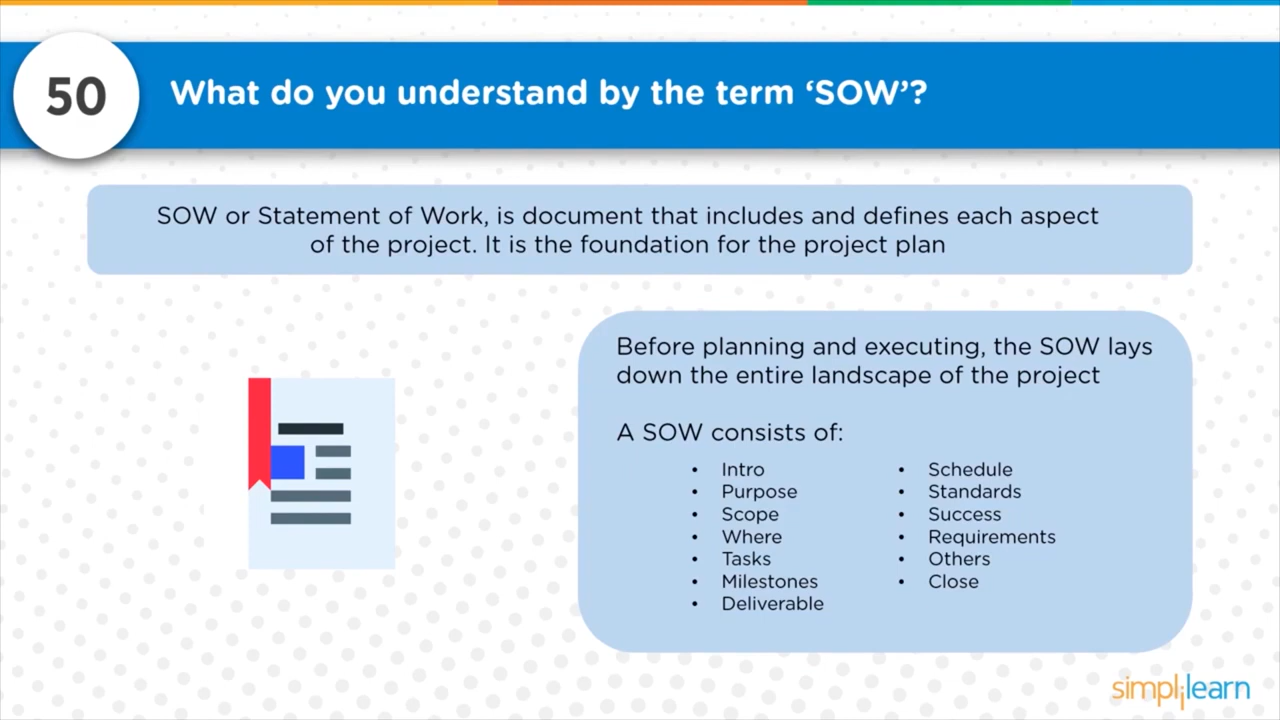 50
What do you understand by the term ‘SOW’?
SOW or Statement of Work, is document that includes and defines each aspect
of the project. It is the foundation for the project plan
Before planning and executing, the SOW lays
down the entire landscape of the project
A SOW consists of:
• Intro
• Purpose
• Scope
• Where
• Tasks
• Milestones
• Deliverable
• Schedule
• Standards
• Success
• Requirements
• Others
• Close
simplilearn